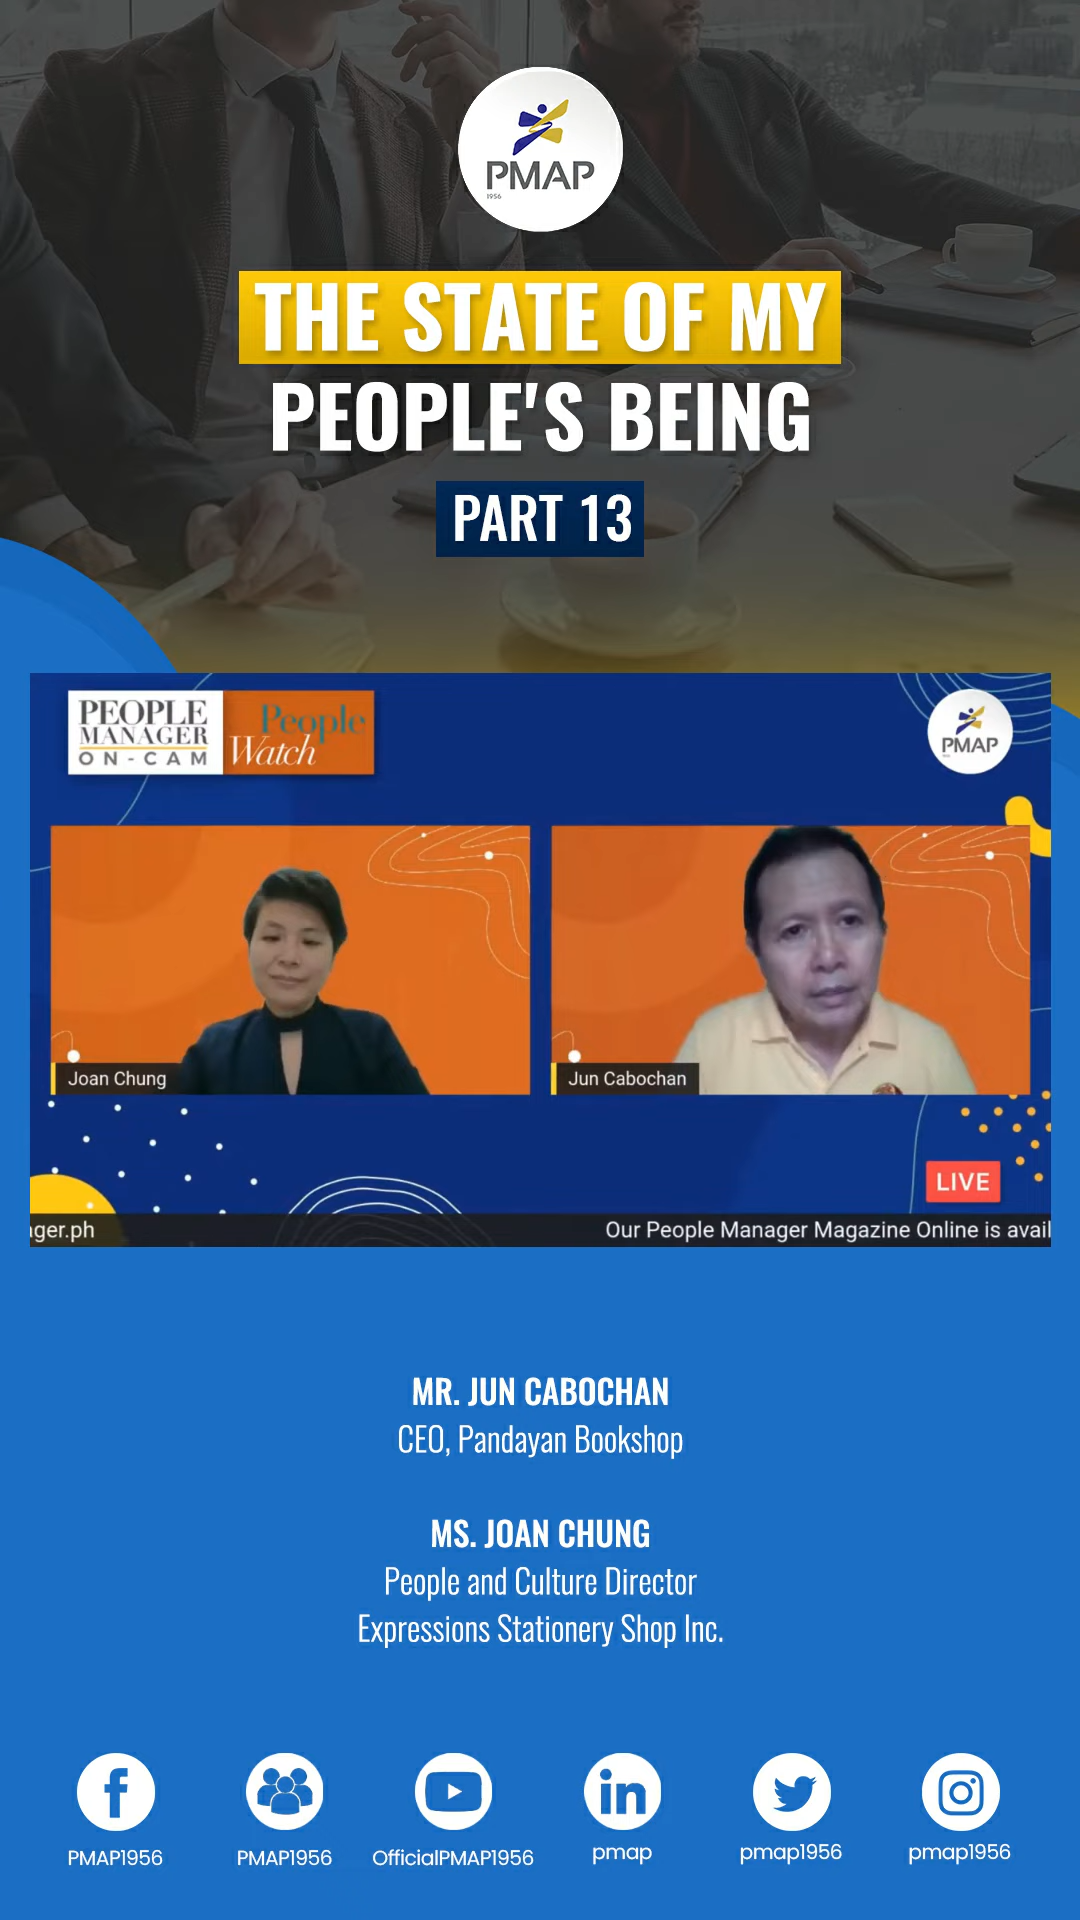 PMAP
1956
THE STATE OF MY
PEOPLE'S BEING
PART 13
PEOPLE
MANAGER
ON-CAM
People
Watch
PMAP
Joan Chung
Jun Cabochan
LIVE
ger.ph
Our People Manager Magazine Online is avail
MR. JUN CABOCHAN
CEO, Pandayan Bookshop
MS. JOAN CHUNG
People and Culture Director
Expressions Stationery Shop Inc.
PMAP1956
PMAP1956
OfficialPMAP1956
pmap
pmap1956
pmap1956